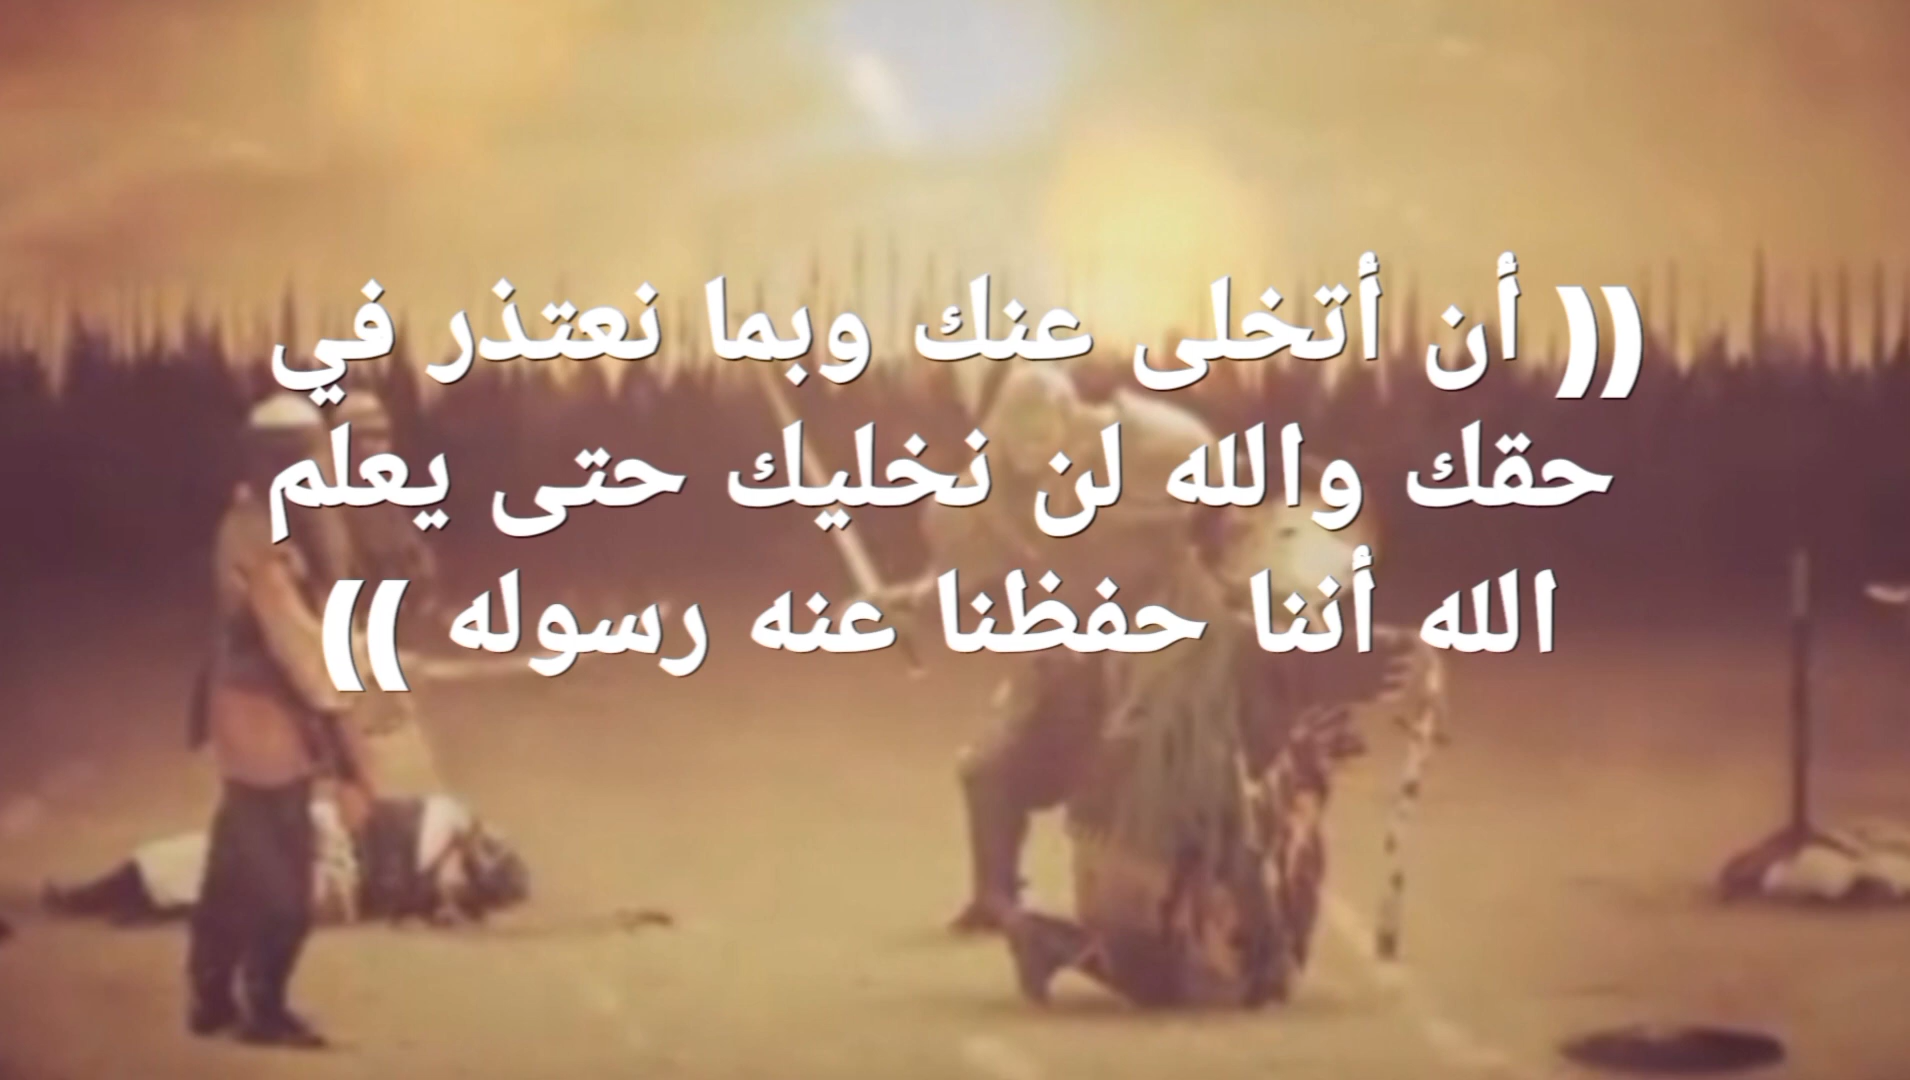 (( أن أتخلى عنك وبما نعتذر في
حقك والله لن نخليك حتى يعلم
الله أننا حفظنا عنه رسوله ))